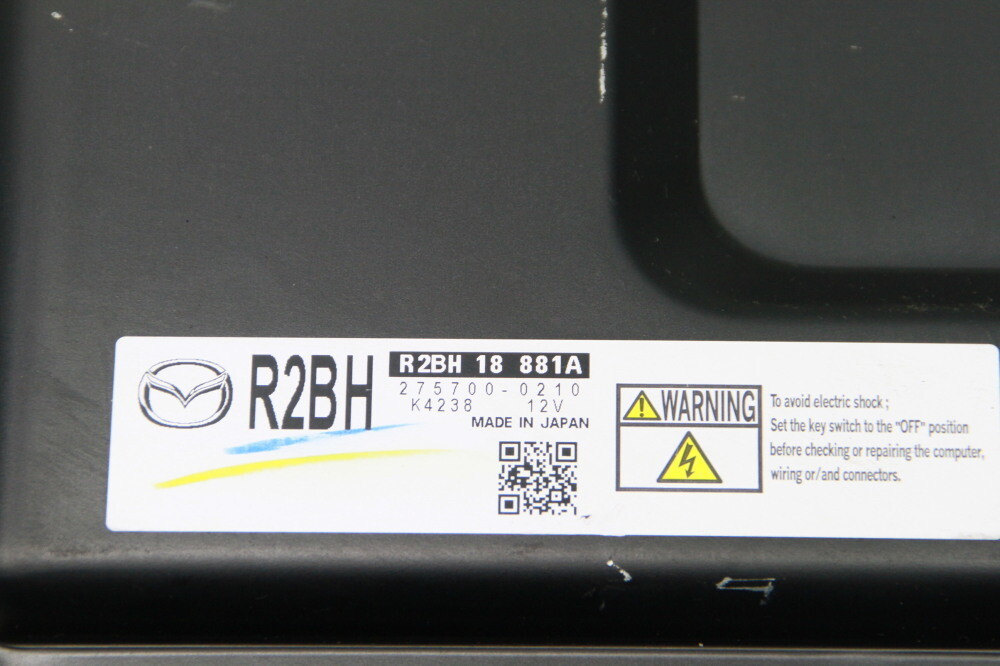 R2BH
R2BH 18 881A
275700-0210
K4238 12V
MADE IN JAPAN
WARNING
To avoid electric shock ;
Set the key switch to the "OFF" position
before checking or repairing the computer,
wiring or/and connectors.